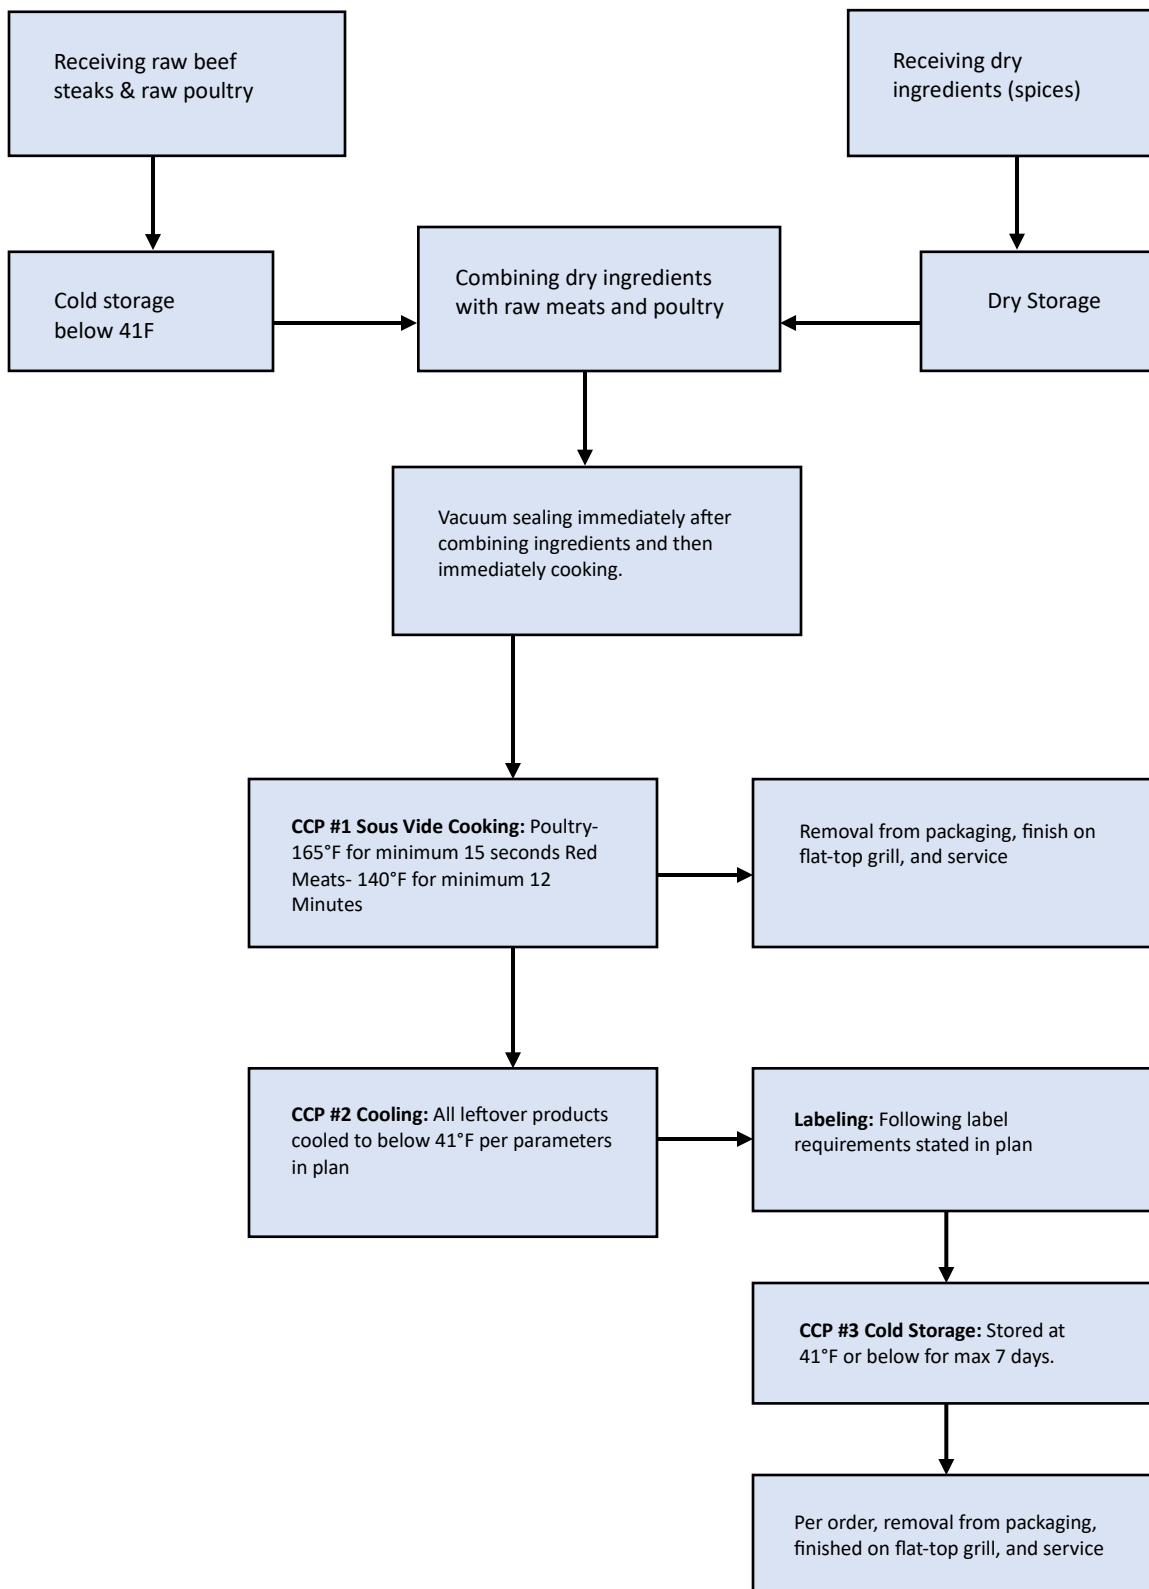 Receiving raw beef
steaks & raw poultry
Receiving dry
ingredients (spices)
Cold storage
below 41F
Combining dry ingredients
with raw meats and poultry
Dry Storage
Vacuum sealing immediately after
combining ingredients and then
immediately cooking.
CCP #1 Sous Vide Cooking: Poultry-
165°F for minimum 15 seconds Red
Meats- 140°F for minimum 12
Minutes
Removal from packaging, finish on
flat-top grill, and service
CCP #2 Cooling: All leftover products
cooled to below 41°F per parameters
in plan
Labeling: Following label
requirements stated in plan
CCP #3 Cold Storage: Stored at
41°F or below for max 7 days.
Per order, removal from packaging,
finished on flat-top grill, and service